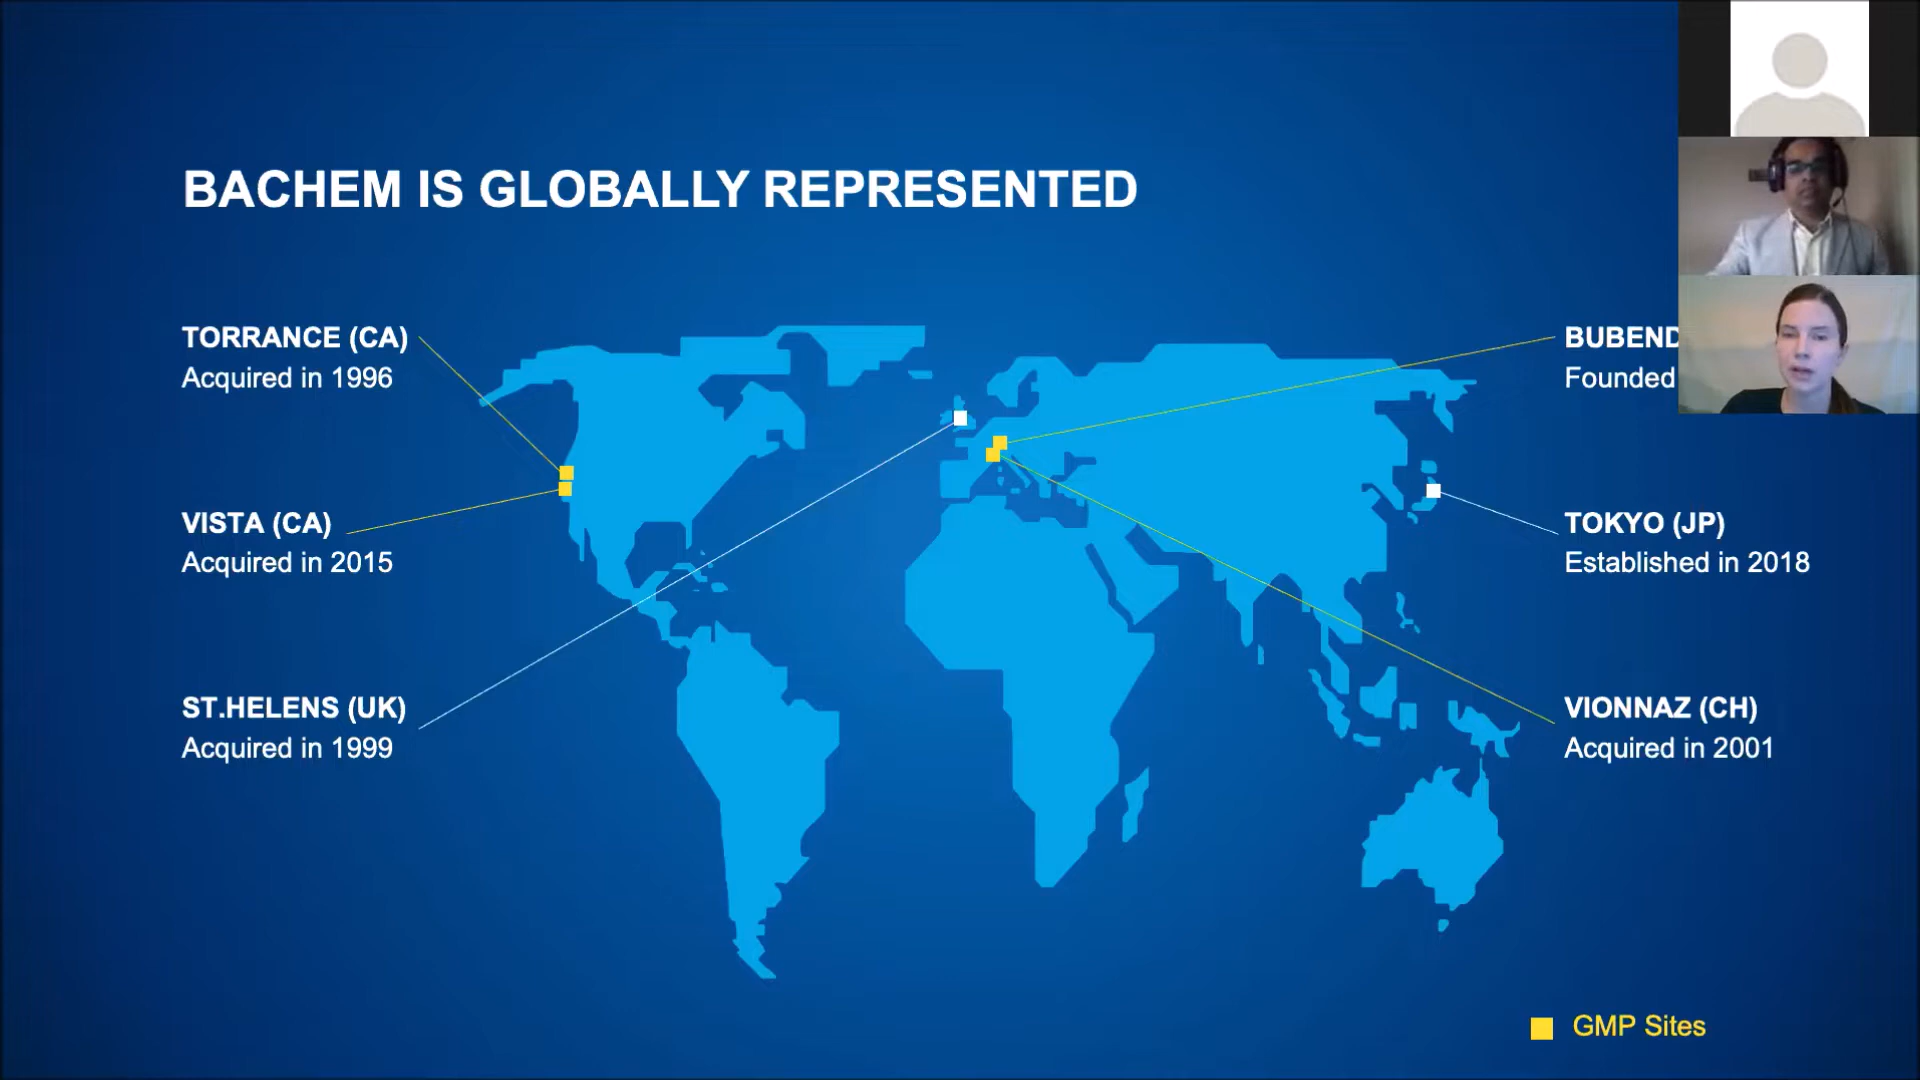 BACHEM IS GLOBALLY REPRESENTED
TORRANCE (CA)
Acquired in 1996
VISTA (CA)
Acquired in 2015
ST.HELENS (UK)
Acquired in 1999
BUBEND
Founded
TOKYO (JP)
Established in 2018
VIONNAZ (CH)
Acquired in 2001
GMP Sites